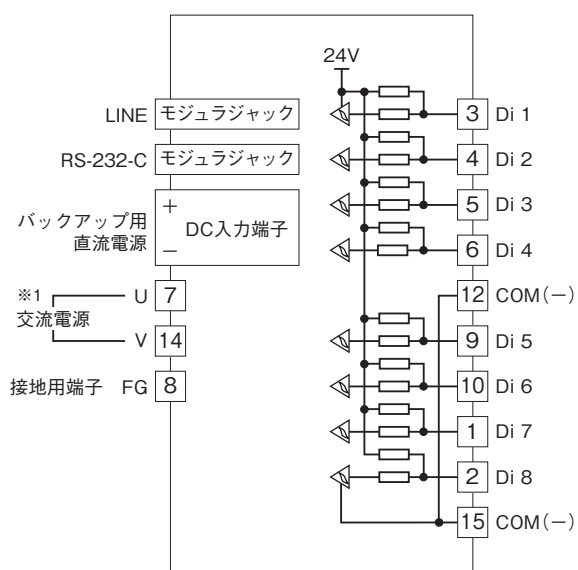 24V
LINE モジュラジャック 3 Di 1
RS-232-C モジュラジャック 4 Di 2
+ 5 Di 3
バックアップ用
直流電源 DC入力端子
− 6 Di 4
※1 U 7 12 COM(−)
交流電源
V 14 9 Di 5
接地用端子 FG 8 10 Di 6
1 Di 7
2 Di 8
15 COM(−)